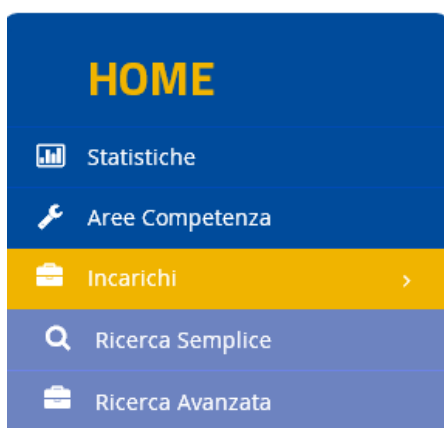 HOME
Statistiche
Aree Competenza
Incarichi
Ricerca Semplice
Ricerca Avanzata